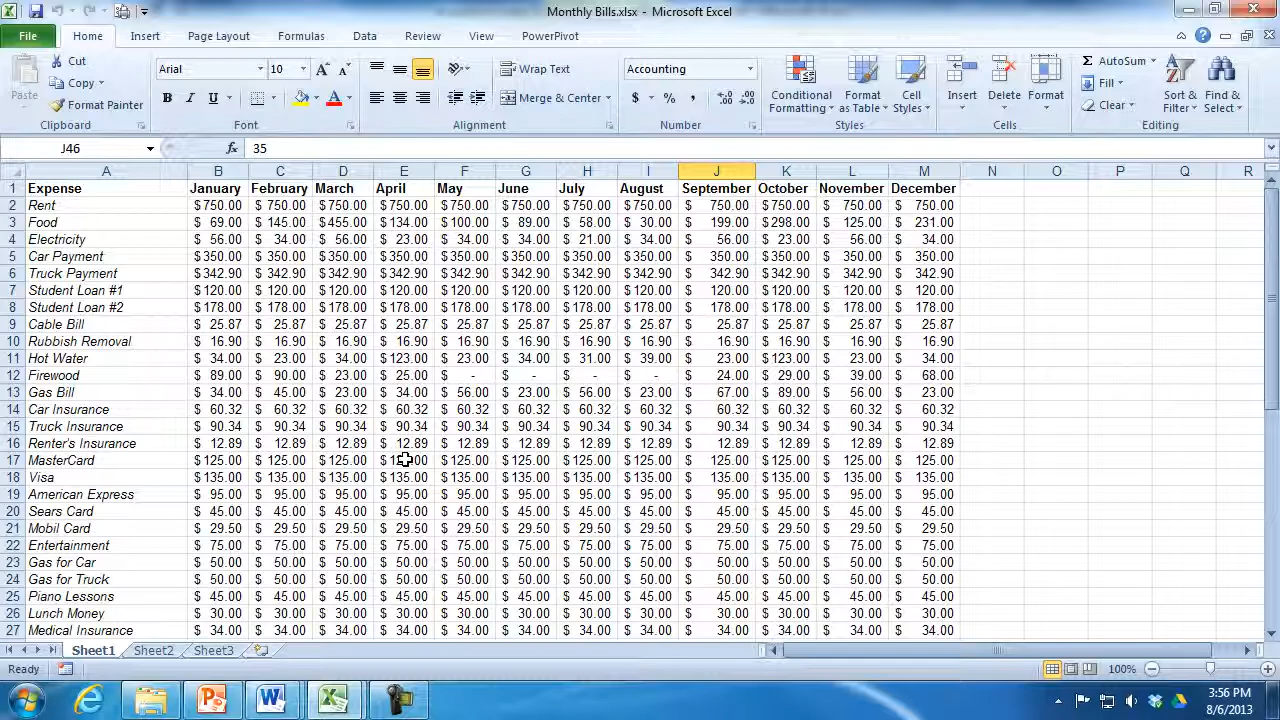 Monthly Bills.xlsx - Microsoft Excel
File Home Insert Page Layout Formulas Data Review View PowerPivot
Paste Cut Copy Format Painter Clipboard
Arial 10 B I U Font
Wrap Text Merge & Center Alignment
Accounting $ % , Number
Conditional Formatting Format as Table Cell Styles Styles
Insert Delete Format Cells
AutoSum Fill Clear Sort & Filter Find & Select Editing
J46 fx 35
A B C D E F G H I J K L M N O P Q R
1 Expense January February March April May June July August September October November December
2 Rent $ 750.00 $ 750.00 $ 750.00 $ 750.00 $ 750.00 $ 750.00 $ 750.00 $ 750.00 $ 750.00 $ 750.00 $ 750.00 $ 750.00
3 Food $ 69.00 $ 145.00 $ 455.00 $ 134.00 $ 100.00 $ 89.00 $ 58.00 $ 30.00 $ 199.00 $ 298.00 $ 125.00 $ 231.00
4 Electricity $ 56.00 $ 34.00 $ 56.00 $ 23.00 $ 34.00 $ 34.00 $ 21.00 $ 34.00 $ 56.00 $ 23.00 $ 56.00 $ 34.00
5 Car Payment $ 350.00 $ 350.00 $ 350.00 $ 350.00 $ 350.00 $ 350.00 $ 350.00 $ 350.00 $ 350.00 $ 350.00 $ 350.00 $ 350.00
6 Truck Payment $ 342.90 $ 342.90 $ 342.90 $ 342.90 $ 342.90 $ 342.90 $ 342.90 $ 342.90 $ 342.90 $ 342.90 $ 342.90 $ 342.90
7 Student Loan #1 $ 120.00 $ 120.00 $ 120.00 $ 120.00 $ 120.00 $ 120.00 $ 120.00 $ 120.00 $ 120.00 $ 120.00 $ 120.00 $ 120.00
8 Student Loan #2 $ 178.00 $ 178.00 $ 178.00 $ 178.00 $ 178.00 $ 178.00 $ 178.00 $ 178.00 $ 178.00 $ 178.00 $ 178.00 $ 178.00
9 Cable Bill $ 25.87 $ 25.87 $ 25.87 $ 25.87 $ 25.87 $ 25.87 $ 25.87 $ 25.87 $ 25.87 $ 25.87 $ 25.87 $ 25.87
10 Rubbish Removal $ 16.90 $ 16.90 $ 16.90 $ 16.90 $ 16.90 $ 16.90 $ 16.90 $ 16.90 $ 16.90 $ 16.90 $ 16.90 $ 16.90
11 Hot Water $ 34.00 $ 23.00 $ 34.00 $ 123.00 $ 23.00 $ 34.00 $ 31.00 $ 39.00 $ 23.00 $ 123.00 $ 23.00 $ 34.00
12 Firewood $ 89.00 $ 90.00 $ 23.00 $ 25.00 $ - $ - $ - $ - $ 24.00 $ 29.00 $ 39.00 $ 68.00
13 Gas Bill $ 34.00 $ 45.00 $ 23.00 $ 34.00 $ 56.00 $ 23.00 $ 56.00 $ 23.00 $ 67.00 $ 89.00 $ 56.00 $ 23.00
14 Car Insurance $ 60.32 $ 60.32 $ 60.32 $ 60.32 $ 60.32 $ 60.32 $ 60.32 $ 60.32 $ 60.32 $ 60.32 $ 60.32 $ 60.32
15 Truck Insurance $ 90.34 $ 90.34 $ 90.34 $ 90.34 $ 90.34 $ 90.34 $ 90.34 $ 90.34 $ 90.34 $ 90.34 $ 90.34 $ 90.34
16 Renter's Insurance $ 12.89 $ 12.89 $ 12.89 $ 12.89 $ 12.89 $ 12.89 $ 12.89 $ 12.89 $ 12.89 $ 12.89 $ 12.89 $ 12.89
17 MasterCard $ 125.00 $ 125.00 $ 125.00 $ $ 125.00 $ 125.00 $ 125.00 $ 125.00 $ 125.00 $ 125.00 $ 125.00 $ 125.00
18 Visa $ 135.00 $ 135.00 $ 135.00 $ 135.00 $ 135.00 $ 135.00 $ 135.00 $ 135.00 $ 135.00 $ 135.00 $ 135.00 $ 135.00
19 American Express $ 95.00 $ 95.00 $ 95.00 $ 95.00 $ 95.00 $ 95.00 $ 95.00 $ 95.00 $ 95.00 $ 95.00 $ 95.00 $ 95.00
20 Sears Card $ 45.00 $ 45.00 $ 45.00 $ 45.00 $ 45.00 $ 45.00 $ 45.00 $ 45.00 $ 45.00 $ 45.00 $ 45.00 $ 45.00
21 Mobil Card $ 29.50 $ 29.50 $ 29.50 $ 29.50 $ 29.50 $ 29.50 $ 29.50 $ 29.50 $ 29.50 $ 29.50 $ 29.50 $ 29.50
22 Entertainment $ 75.00 $ 75.00 $ 75.00 $ 75.00 $ 75.00 $ 75.00 $ 75.00 $ 75.00 $ 75.00 $ 75.00 $ 75.00 $ 75.00
23 Gas for Car $ 50.00 $ 50.00 $ 50.00 $ 50.00 $ 50.00 $ 50.00 $ 50.00 $ 50.00 $ 50.00 $ 50.00 $ 50.00 $ 50.00
24 Gas for Truck $ 50.00 $ 50.00 $ 50.00 $ 50.00 $ 50.00 $ 50.00 $ 50.00 $ 50.00 $ 50.00 $ 50.00 $ 50.00 $ 50.00
25 Piano Lessons $ 45.00 $ 45.00 $ 45.00 $ 45.00 $ 45.00 $ 45.00 $ 45.00 $ 45.00 $ 45.00 $ 45.00 $ 45.00 $ 45.00
26 Lunch Money $ 30.00 $ 30.00 $ 30.00 $ 30.00 $ 30.00 $ 30.00 $ 30.00 $ 30.00 $ 30.00 $ 30.00 $ 30.00 $ 30.00
27 Medical Insurance $ 34.00 $ 34.00 $ 34.00 $ 34.00 $ 34.00 $ 34.00 $ 34.00 $ 34.00 $ 34.00 $ 34.00 $ 34.00 $ 34.00
Sheet1 Sheet2 Sheet3
Ready 100%
3:56 PM
8/6/2013